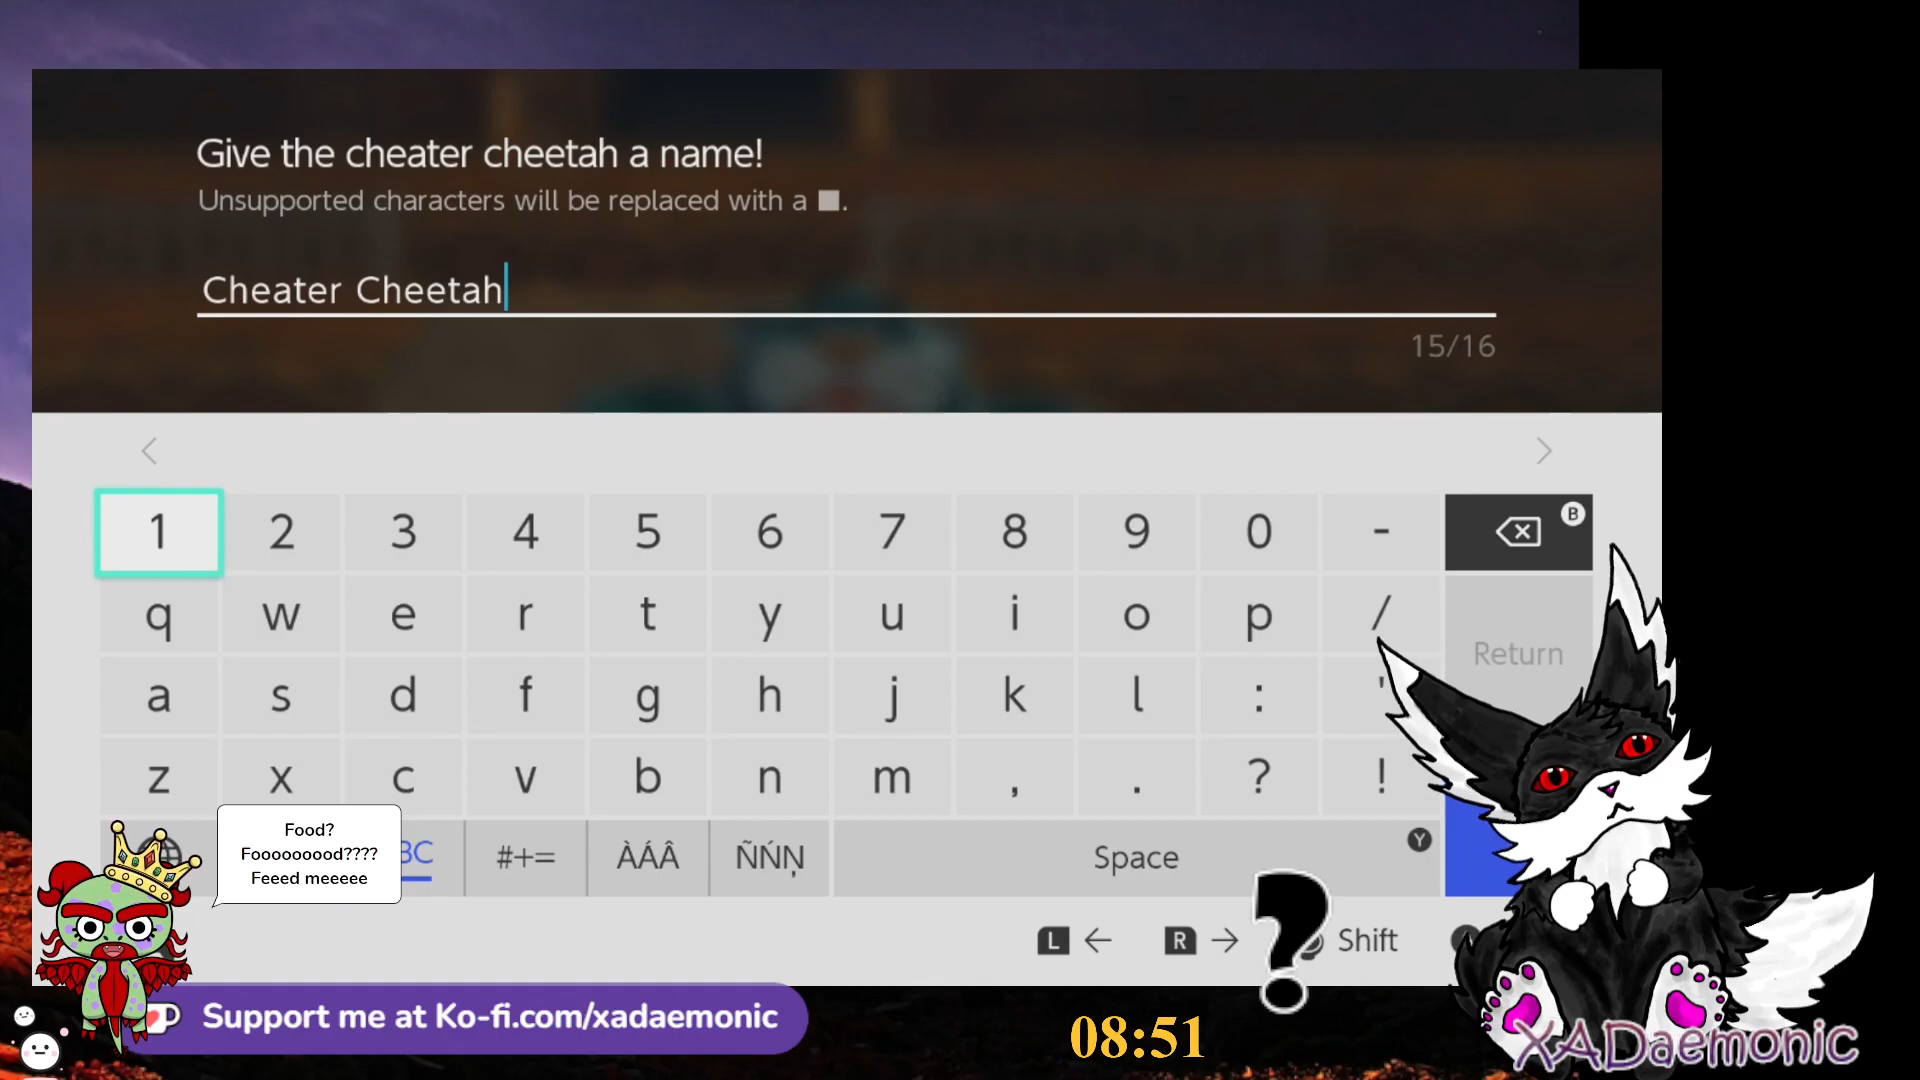 Give the cheater cheetah a name!
Unsupported characters will be replaced with a ■.
Cheater Cheetah
15/16
1 2 3 4 5 6 7 8 9 0 - B
q w e r t y u i o p /
Return
a s d f g h j k l : '
z x c v b n m , . ? !
Food?
Fooooooood????
Feeed meeeee
BC #+= ÀÁÂ ÑŃŅ Space Y
L ← R → Shift
?
Support me at Ko-fi.com/xadaemonic
08:51
XADaemonic